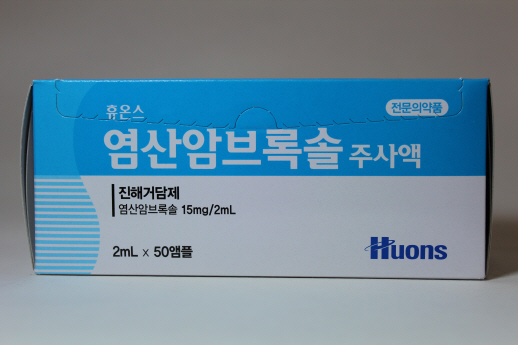 휴온스
전문의약품
염산암브록솔 주사액
진해거담제
염산암브록솔 15mg/2mL
2mL x 50앰플
Huons